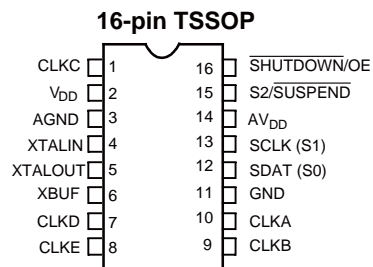 16-pin TSSOP
CLKC 1 16 SHUTDOWN/OE
VDD 2 15 S2/SUSPEND
AGND 3 14 AVDD
XTALIN 4 13 SCLK (S1)
XTALOUT 5 12 SDAT (S0)
XBUF 6 11 GND
CLKD 7 10 CLKA
CLKE 8 9 CLKB